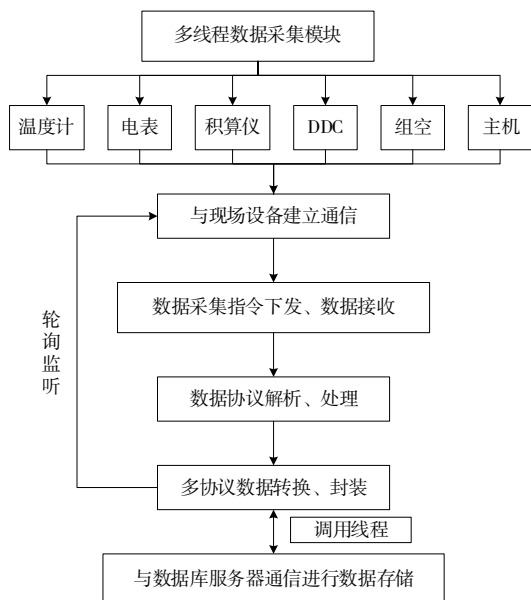 多线程数据采集模块
温度计
电表
积算仪
DDC
组空
主机
与现场设备建立通信
数据采集指令下发、数据接收
轮询监听
数据协议解析、处理
多协议数据转换、封装
调用线程
与数据库服务器通信进行数据存储